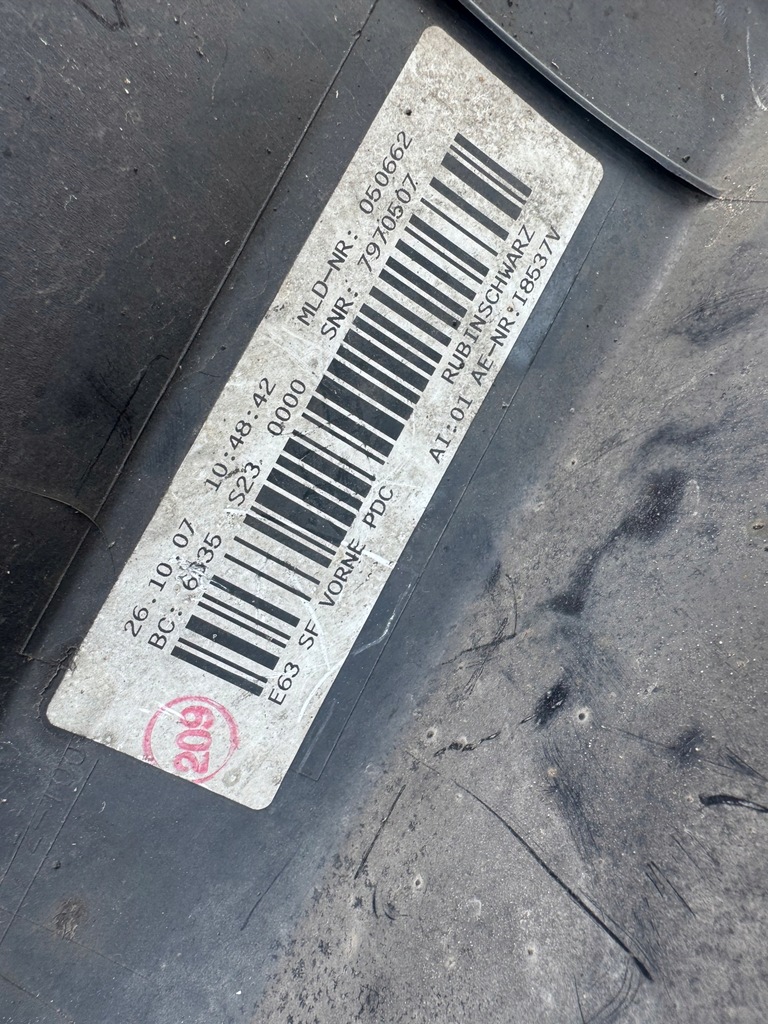 26.10.07 10:48:42 MLD-NR: 050662
BC: 6335 S23 0000 SNR: 7970507
E63 SF VORNE PDC RUBINSCHWARZ
AI:01 AE-NR:I8537V
209